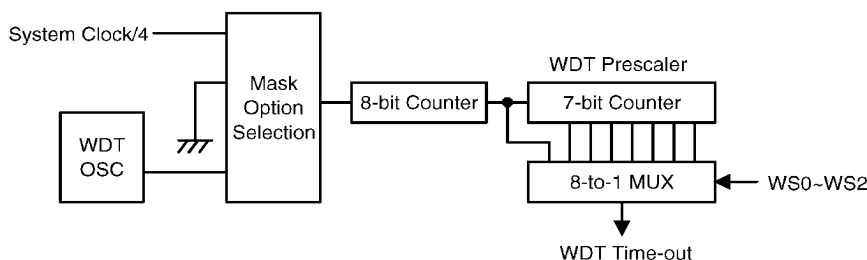 System Clock/4
WDT
OSC
Mask
Option
Selection
8-bit Counter
WDT Prescaler
7-bit Counter
8-to-1 MUX
WS0~WS2
WDT Time-out